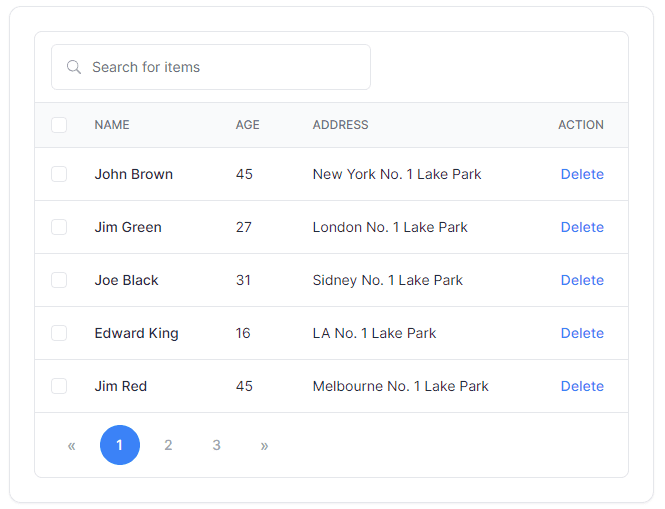 Search for items
NAME AGE ADDRESS ACTION
John Brown 45 New York No. 1 Lake Park Delete
Jim Green 27 London No. 1 Lake Park Delete
Joe Black 31 Sidney No. 1 Lake Park Delete
Edward King 16 LA No. 1 Lake Park Delete
Jim Red 45 Melbourne No. 1 Lake Park Delete
« 1 2 3 »